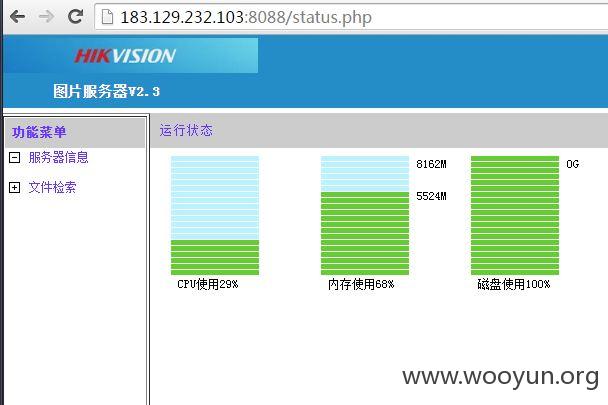 183.129.232.103:8088/status.php
HIKVISION
图片服务器V2.3
功能菜单
服务器信息
文件检索
运行状态
8162M
5524M
0G
CPU使用29%
内存使用68%
磁盘使用100%
www.wooyun.org